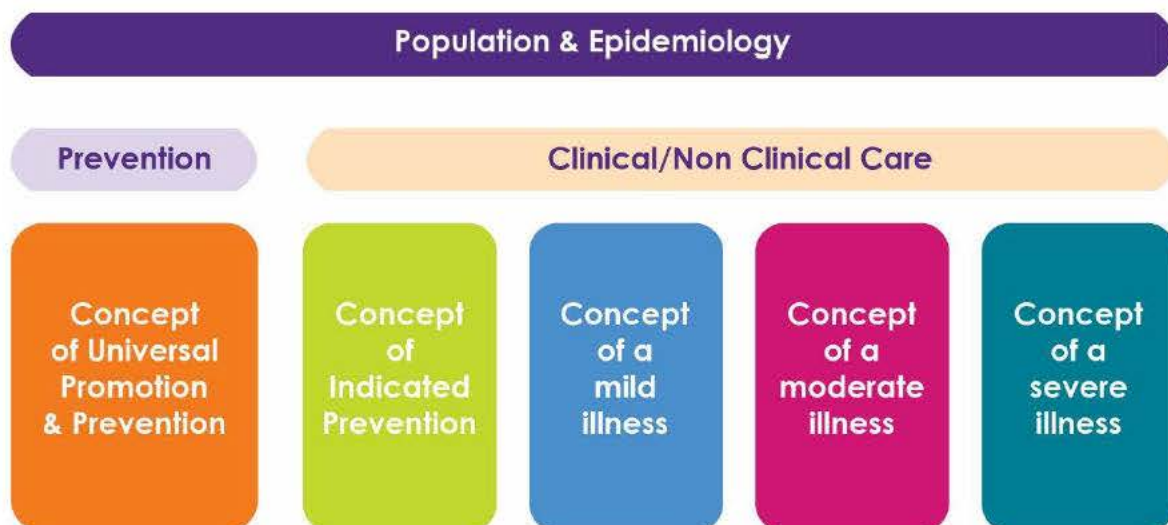 Population & Epidemiology
Prevention
Clinical/Non Clinical Care
Concept
of Universal
Promotion
& Prevention
Concept
of
Indicated
Prevention
Concept
of a
mild
illness
Concept
of a
moderate
illness
Concept
of a
severe
illness